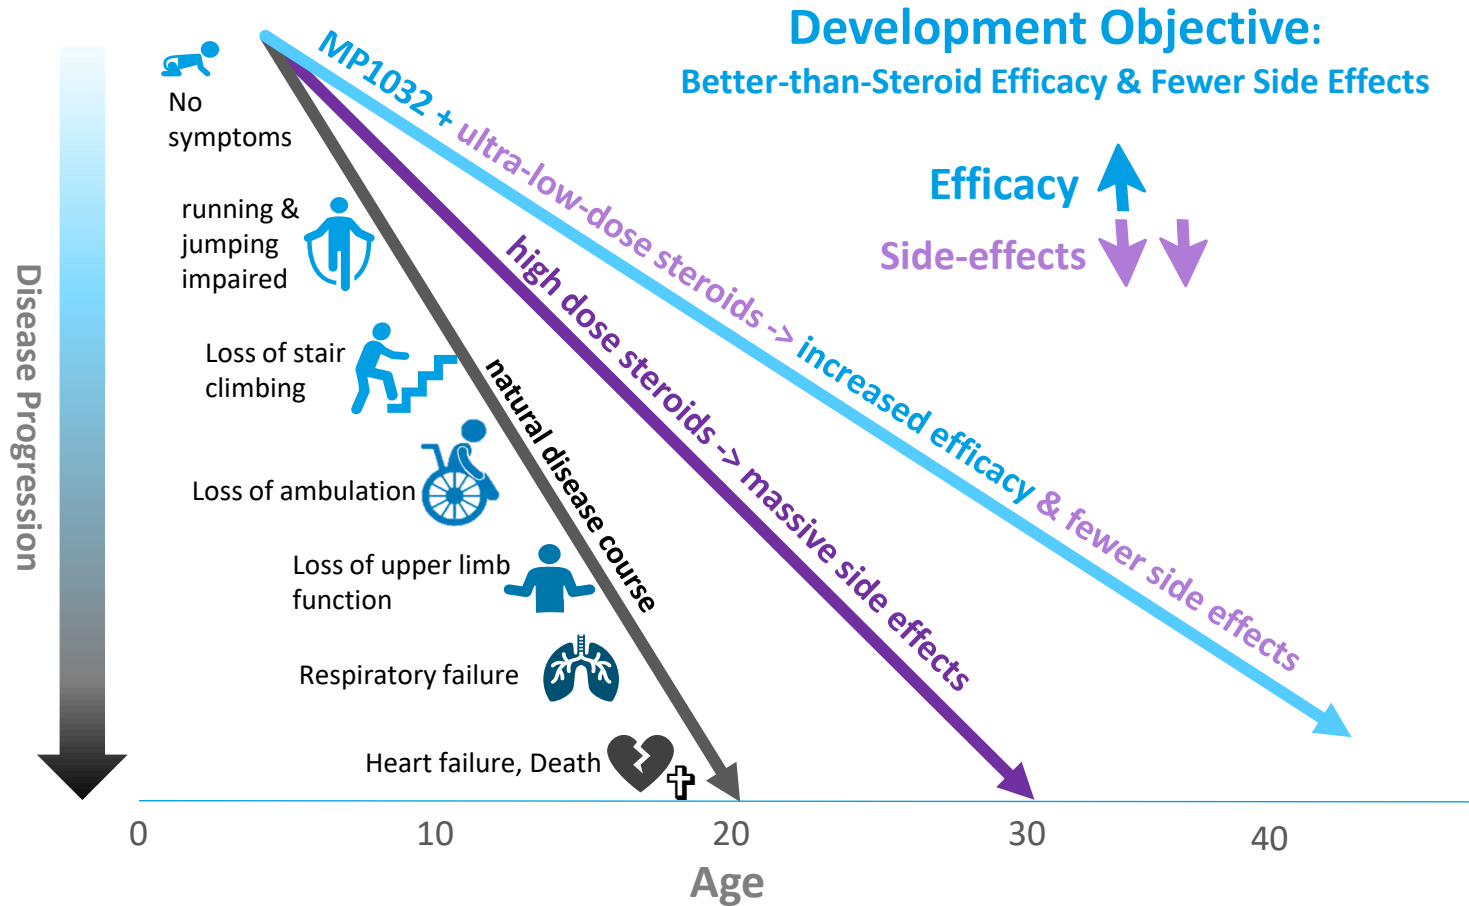 Development Objective:
Better-than-Steroid Efficacy & Fewer Side Effects
Efficacy
Side-effects
Disease Progression
No
symptoms
running &
jumping
impaired
Loss of stair
climbing
Loss of ambulation
Loss of upper limb
function
Respiratory failure
Heart failure, Death
MP1032 + ultra-low-dose steroids -> increased efficacy & fewer side effects
high dose steroids -> massive side effects
natural disease course
0
10
20
30
40
Age